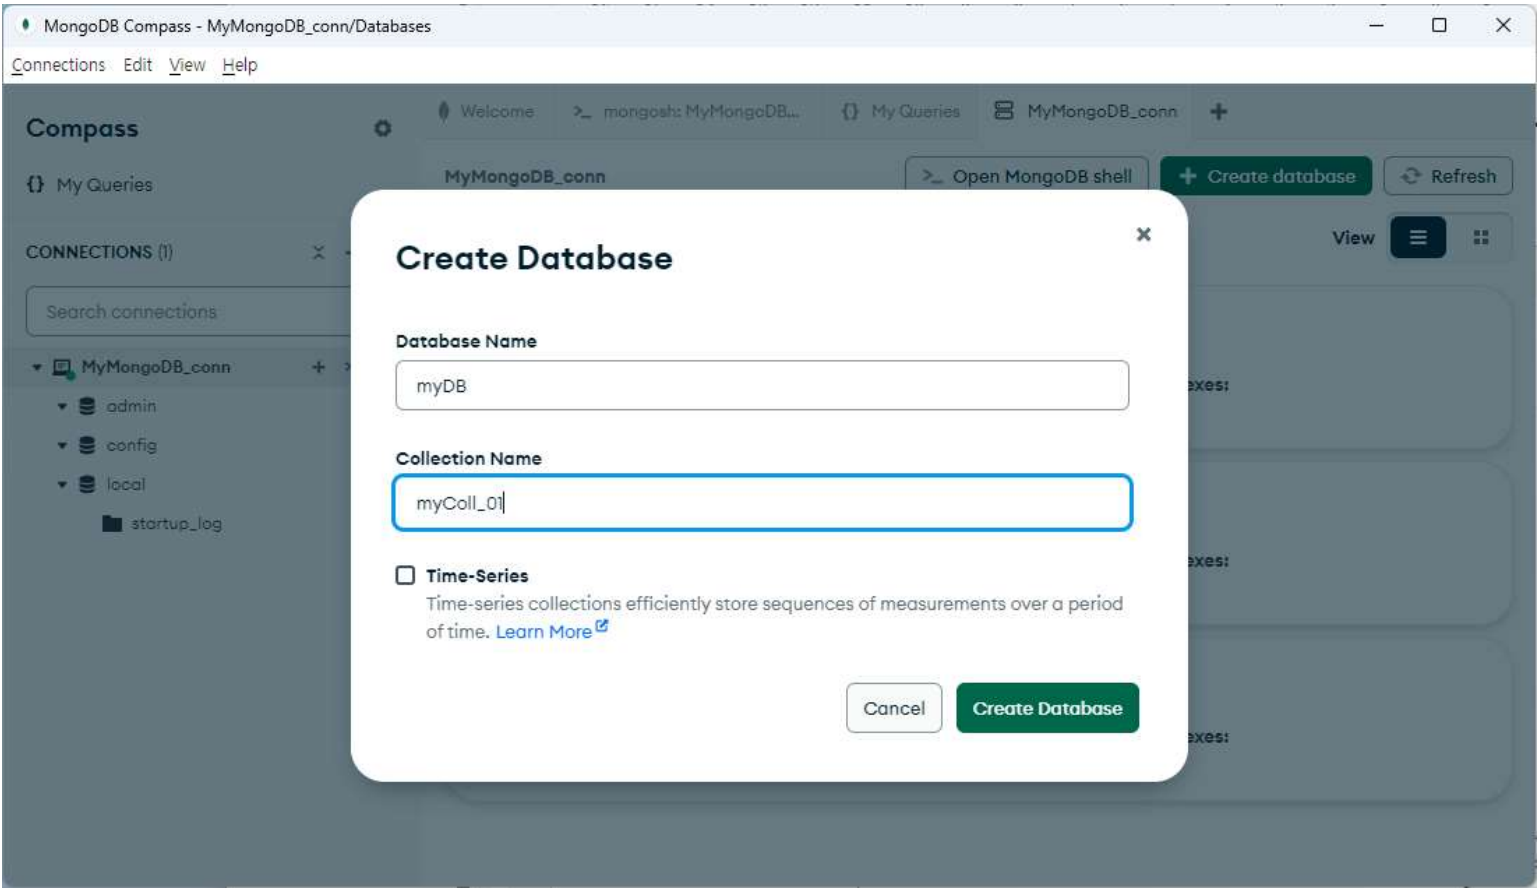 MongoDB Compass - MyMongoDB_conn/Databases
Connections Edit View Help
Compass
Welcome
mongosh: MyMongoDB...
{} My Queries
MyMongoDB_conn
{} My Queries
MyMongoDB_conn
>_ Open MongoDB shell
+ Create database
Refresh
CONNECTIONS (1)
View
Search connections
MyMongoDB_conn
admin
config
local
startup_log
Create Database
Database Name
myDB
Collection Name
myColl_01
Time-Series
Time-series collections efficiently store sequences of measurements over a period
of time. Learn More
Cancel
Create Database
exes:
exes:
exes: